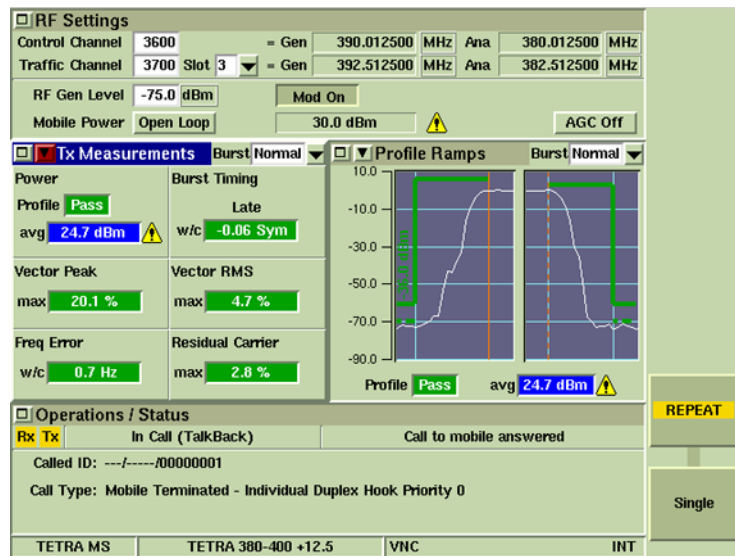 RF Settings
Control Channel 3600 = Gen 390.012500 MHz Ana 380.012500 MHz
Traffic Channel 3700 Slot 3 = Gen 392.512500 MHz Ana 382.512500 MHz
RF Gen Level -75.0 dBm Mod On
Mobile Power Open Loop 30.0 dBm AGC Off
Tx Measurements Burst Normal
Power Burst Timing
Profile Pass Late
avg 24.7 dBm w/c -0.06 Sym
Vector Peak Vector RMS
max 20.1 % max 4.7 %
Freq Error Residual Carrier
w/c 0.7 Hz max 2.8 %
Profile Ramps Burst Normal
10.0
-10.0
-30.0
-50.0
-70.0
-90.0
Profile Pass avg 24.7 dBm
REPEAT
Single
Operations / Status
Rx Tx In Call (TalkBack) Call to mobile answered
Called ID: ---/-----/00000001
Call Type: Mobile Terminated - Individual Duplex Hook Priority 0
TETRA MS TETRA 380-400 +12.5 VNC INT